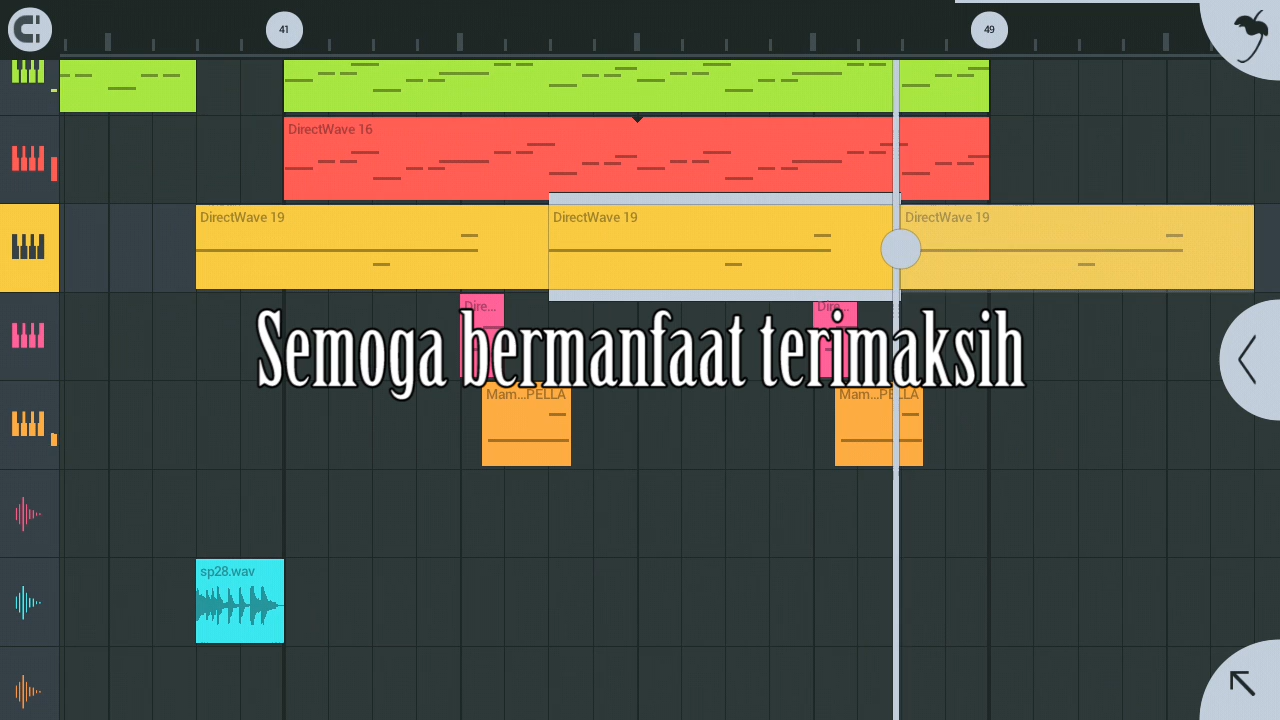 41
49
DirectWave 16
DirectWave 19
DirectWave 19
DirectWave 19
Dire...
Dire...
Semoga bermanfaat terimaksih
Mam...PELLA
Mam...PELLA
sp28.wav